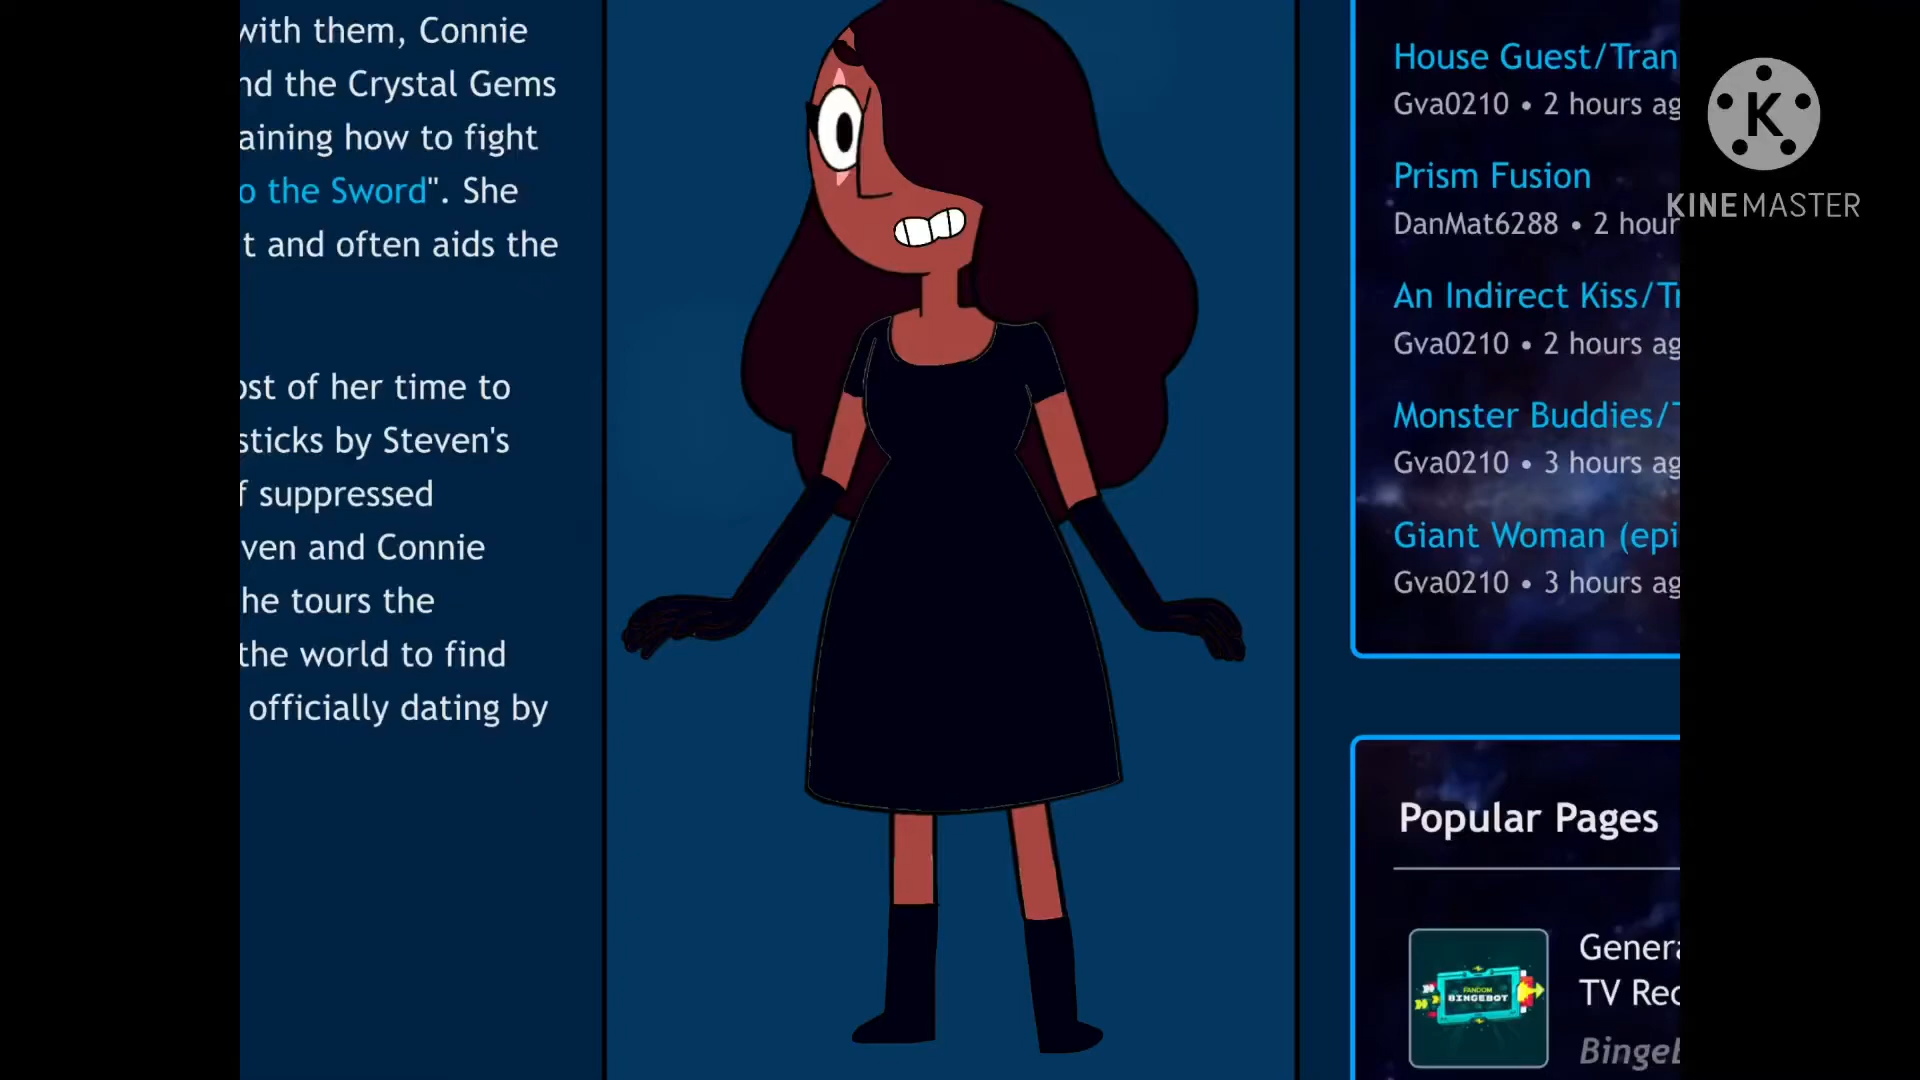 with them, Connie
nd the Crystal Gems
aining how to fight
o the Sword". She
t and often aids the
ost of her time to
sticks by Steven's
f suppressed
ven and Connie
he tours the
the world to find
officially dating by
House Guest/Tran
Gva0210 • 2 hours ag
Prism Fusion
DanMat6288 • 2 hour
An Indirect Kiss/Tr
Gva0210 • 2 hours ag
Monster Buddies/T
Gva0210 • 3 hours ag
Giant Woman (epi
Gva0210 • 3 hours ag
Popular Pages
FANDOM
BINGEBOT
Genera
TV Rec
Bingeb
K
KINEMASTER